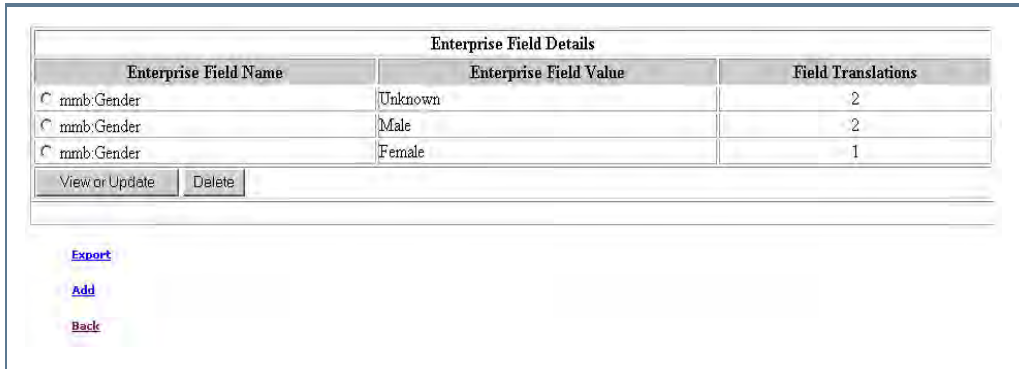 Enterprise Field Details
Enterprise Field Name Enterprise Field Value Field Translations
mmb:Gender Unknown 2
mmb:Gender Male 2
mmb:Gender Female 1
View or Update Delete
Export
Add
Back